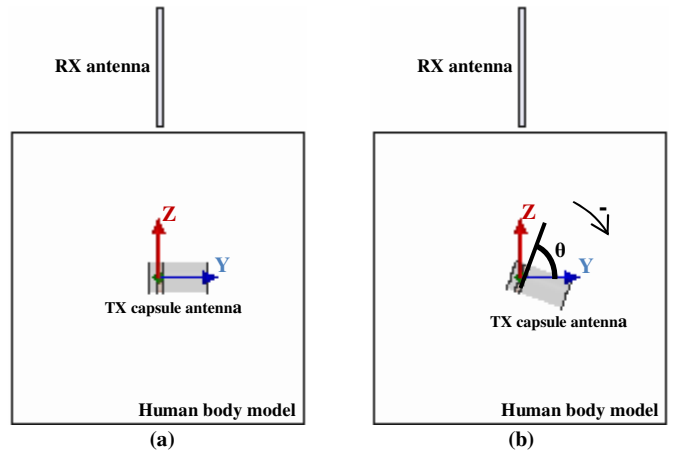 RX antenna
Z
Y
TX capsule antenna
Human body model
(a)
RX antenna
Z
-
θ
Y
TX capsule antenna
Human body model
(b)